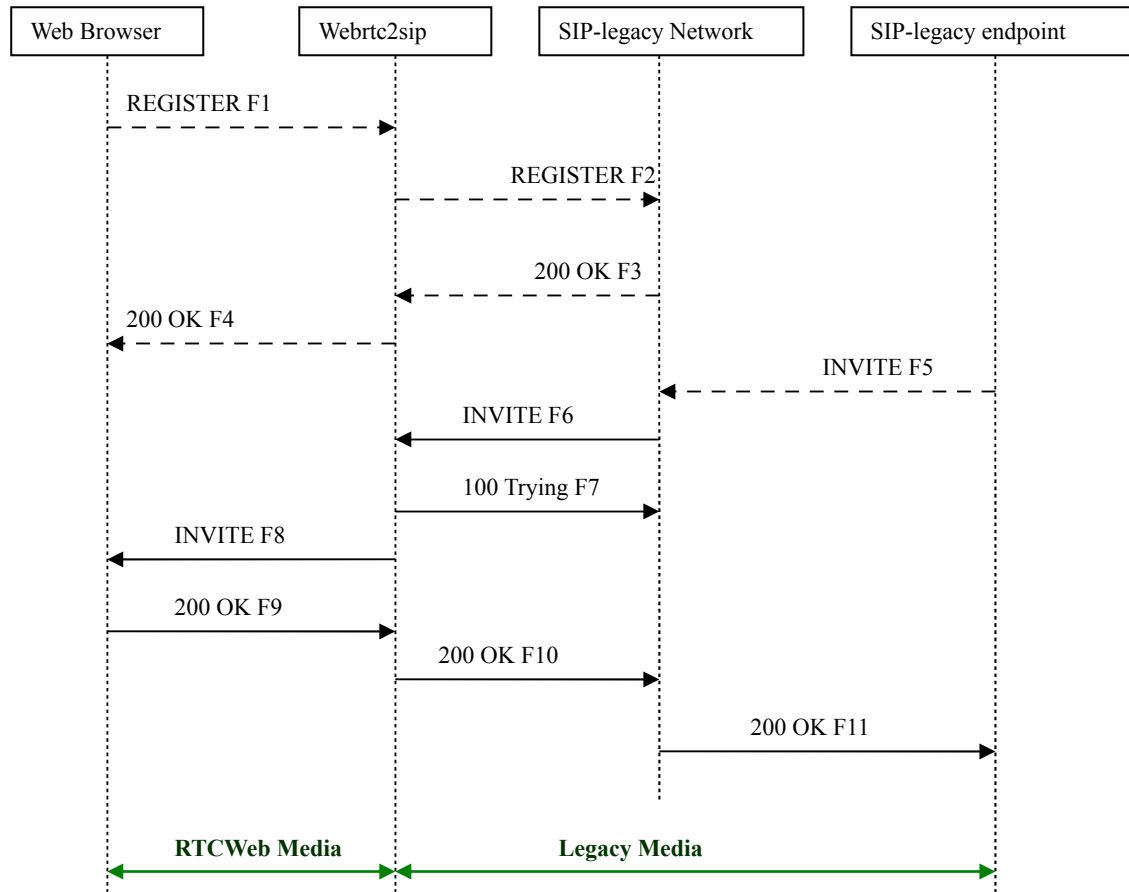 Web Browser
Webrtc2sip
SIP-legacy Network
SIP-legacy endpoint
REGISTER F1
REGISTER F2
200 OK F3
200 OK F4
INVITE F5
INVITE F6
100 Trying F7
INVITE F8
200 OK F9
200 OK F10
200 OK F11
RTCWeb Media
Legacy Media